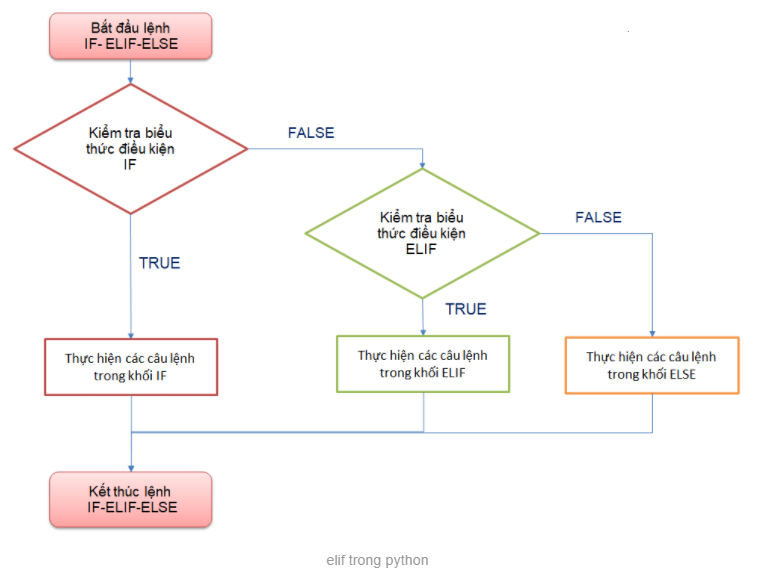 Bắt đầu lệnh
IF- ELIF-ELSE
Kiểm tra biểu
thức điều kiện
IF
FALSE
Kiểm tra biểu
thức điều kiện
ELIF
FALSE
TRUE
TRUE
Thực hiện các câu lệnh
trong khối IF
Thực hiện các câu lệnh
trong khối ELIF
Thực hiện các câu lệnh
trong khối ELSE
Kết thúc lệnh
IF-ELIF-ELSE
elif trong python